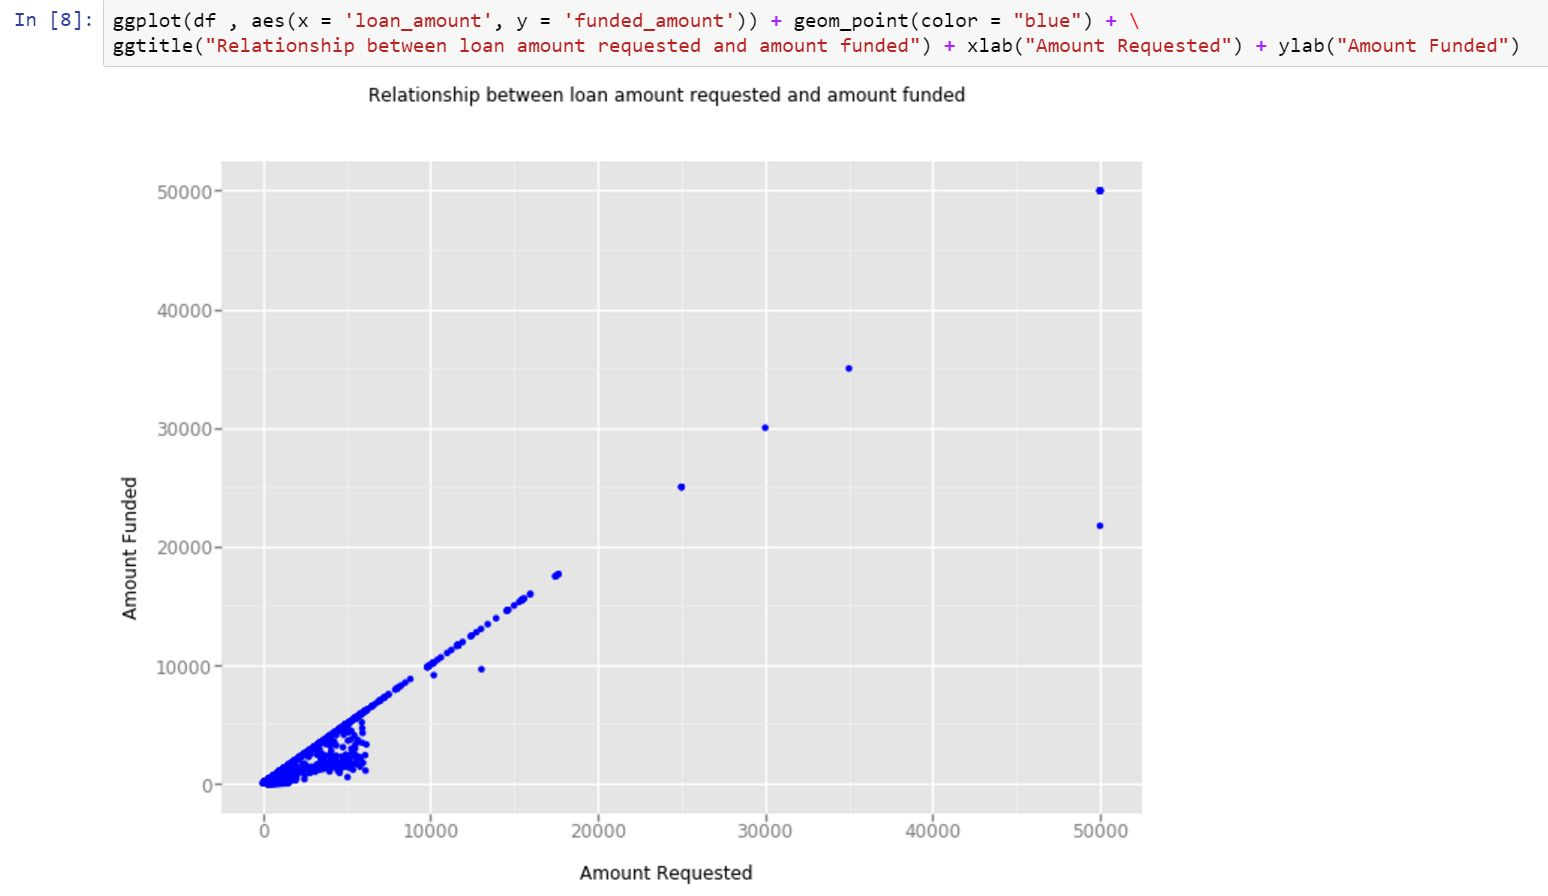 In [8]: ggplot(df , aes(x = 'loan_amount', y = 'funded_amount')) + geom_point(color = "blue") + \
ggtitle("Relationship between loan amount requested and amount funded") + xlab("Amount Requested") + ylab("Amount Funded")
Relationship between loan amount requested and amount funded
50000
40000
30000
20000
10000
0
Amount Funded
0 10000 20000 30000 40000 50000
Amount Requested